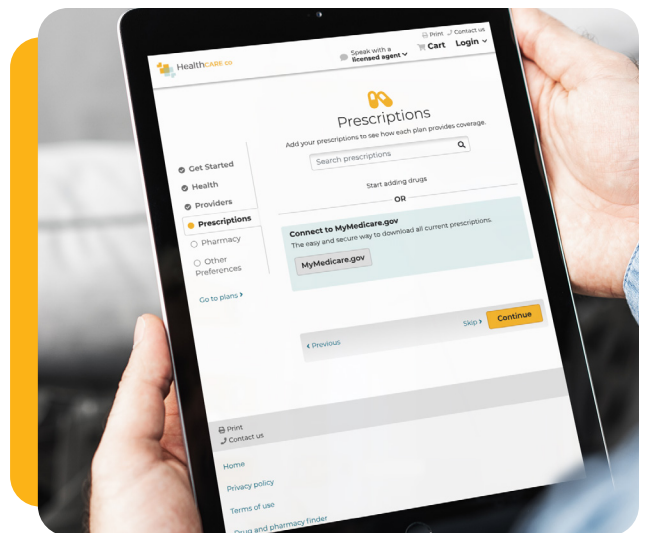 HealthCARE co
Print Contact us
Speak with a
licensed agent
Cart Login
Prescriptions
Add your prescriptions to see how each plan provides coverage.
Search prescriptions
Start adding drugs
OR
Get Started
Health
Providers
Prescriptions
Pharmacy
Other
Preferences
Go to plans
Connect to MyMedicare.gov
The easy and secure way to download all current prescriptions.
MyMedicare.gov
Previous
Skip
Continue
Print
Contact us
Home
Privacy policy
Terms of use
Drug and pharmacy finder